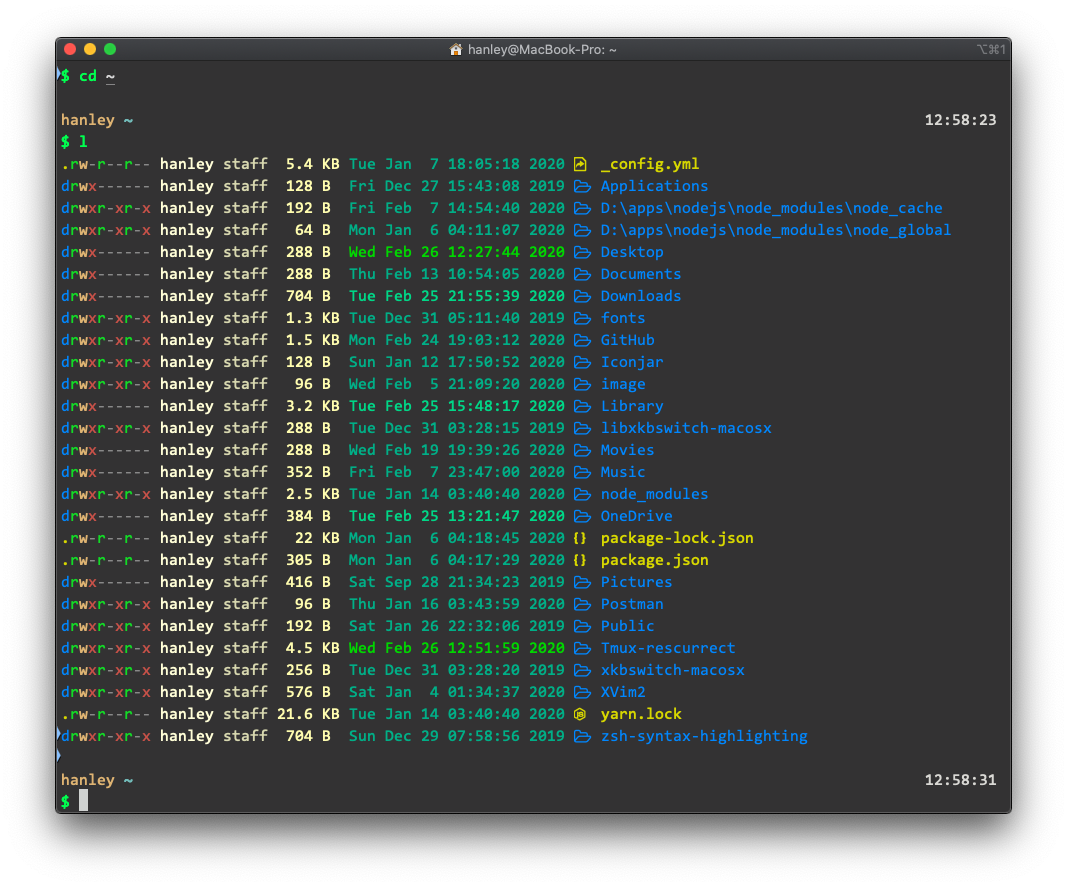 hanley@MacBook-Pro: ~ ⌥⌘1
$ cd ~
hanley ~ 12:58:23
$ l
.rw-r--r-- hanley staff  5.4 KB Tue Jan  7 18:05:18 2020 _config.yml
drwx------ hanley staff  128 B  Fri Dec 27 15:43:08 2019 Applications
drwxr-xr-x hanley staff  192 B  Fri Feb  7 14:54:40 2020 D:\apps\nodejs\node_modules\node_cache
drwxr-xr-x hanley staff   64 B  Mon Jan  6 04:11:07 2020 D:\apps\nodejs\node_modules\node_global
drwx------ hanley staff  288 B  Wed Feb 26 12:27:44 2020 Desktop
drwx------ hanley staff  288 B  Thu Feb 13 10:54:05 2020 Documents
drwx------ hanley staff  704 B  Tue Feb 25 21:55:39 2020 Downloads
drwxr-xr-x hanley staff  1.3 KB Tue Dec 31 05:11:40 2019 fonts
drwxr-xr-x hanley staff  1.5 KB Mon Feb 24 19:03:12 2020 GitHub
drwxr-xr-x hanley staff  128 B  Sun Jan 12 17:50:52 2020 Iconjar
drwxr-xr-x hanley staff   96 B  Wed Feb  5 21:09:20 2020 image
drwx------ hanley staff  3.2 KB Tue Feb 25 15:48:17 2020 Library
drwxr-xr-x hanley staff  288 B  Tue Dec 31 03:28:15 2019 libxkbswitch-macosx
drwx------ hanley staff  288 B  Wed Feb 19 19:39:26 2020 Movies
drwx------ hanley staff  352 B  Fri Feb  7 23:47:00 2020 Music
drwxr-xr-x hanley staff  2.5 KB Tue Jan 14 03:40:40 2020 node_modules
drwx------ hanley staff  384 B  Tue Feb 25 13:21:47 2020 OneDrive
.rw-r--r-- hanley staff   22 KB Mon Jan  6 04:18:45 2020 {} package-lock.json
.rw-r--r-- hanley staff  305 B  Mon Jan  6 04:17:29 2020 {} package.json
drwx------ hanley staff  416 B  Sat Sep 28 21:34:23 2019 Pictures
drwxr-xr-x hanley staff   96 B  Thu Jan 16 03:43:59 2020 Postman
drwxr-xr-x hanley staff  192 B  Sat Jan 26 22:32:06 2019 Public
drwxr-xr-x hanley staff  4.5 KB Wed Feb 26 12:51:59 2020 Tmux-rescurrect
drwxr-xr-x hanley staff  256 B  Tue Dec 31 03:28:20 2019 xkbswitch-macosx
drwxr-xr-x hanley staff  576 B  Sat Jan  4 01:34:37 2020 XVim2
.rw-r--r-- hanley staff 21.6 KB Tue Jan 14 03:40:40 2020 yarn.lock
drwxr-xr-x hanley staff  704 B  Sun Dec 29 07:58:56 2019 zsh-syntax-highlighting
hanley ~ 12:58:31
$